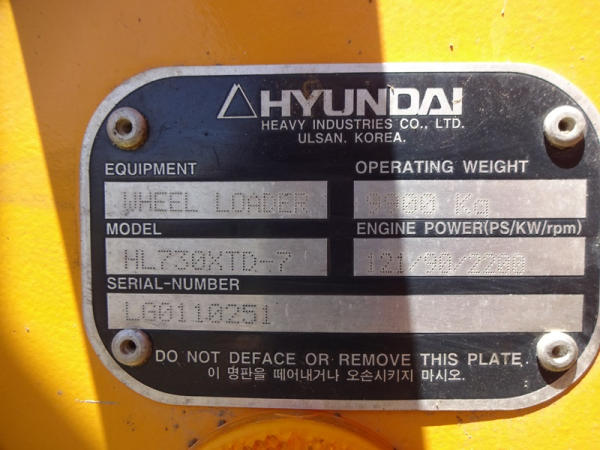 HYUNDAI
HEAVY INDUSTRIES CO., LTD.
ULSAN. KOREA.
EQUIPMENT OPERATING WEIGHT
WHEEL LOADER Kg
MODEL ENGINE POWER(PS/KW/rpm)
HL730XTD-7 121/90/2200
SERIAL-NUMBER
LG0110251
DO NOT DEFACE OR REMOVE THIS PLATE.
이 명판을 떼어내거나 오손시키지 마시오.